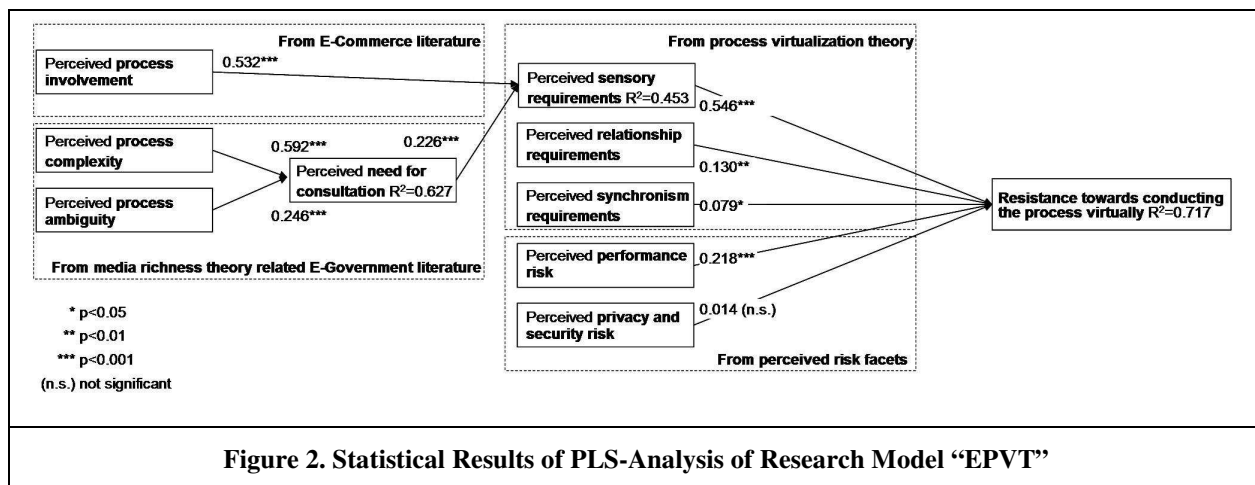 From E-Commerce literature
Perceived process
involvement
0.532***
Perceived process
complexity
0.592***
0.226***
Perceived need for
consultation R²=0.627
Perceived process
ambiguity
0.246***
From media richness theory related E-Government literature
From process virtualization theory
Perceived sensory
requirements R²=0.453
0.546***
Perceived relationship
requirements
0.130**
Perceived synchronism
requirements
0.079*
Perceived performance
risk
0.218***
Perceived privacy and
security risk
0.014 (n.s.)
From perceived risk facets
Resistance towards conducting
the process virtually R²=0.717
* p<0.05
** p<0.01
*** p<0.001
(n.s.) not significant
Figure 2. Statistical Results of PLS-Analysis of Research Model “EPVT”